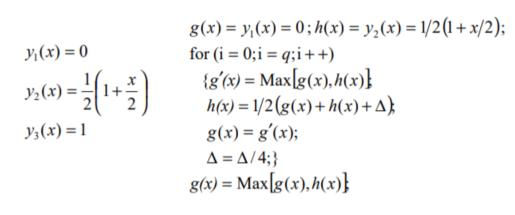 y₁(x) = 0
y₂(x) = 1/2(1 + x/2)
y₃(x) = 1
g(x) = y₁(x) = 0; h(x) = y₂(x) = 1/2(1 + x/2);
for (i = 0; i = q; i++)
{g′(x) = Max[g(x), h(x)]
h(x) = 1/2(g(x) + h(x) + Δ);
g(x) = g′(x);
Δ = Δ/4;}
g(x) = Max[g(x), h(x)]